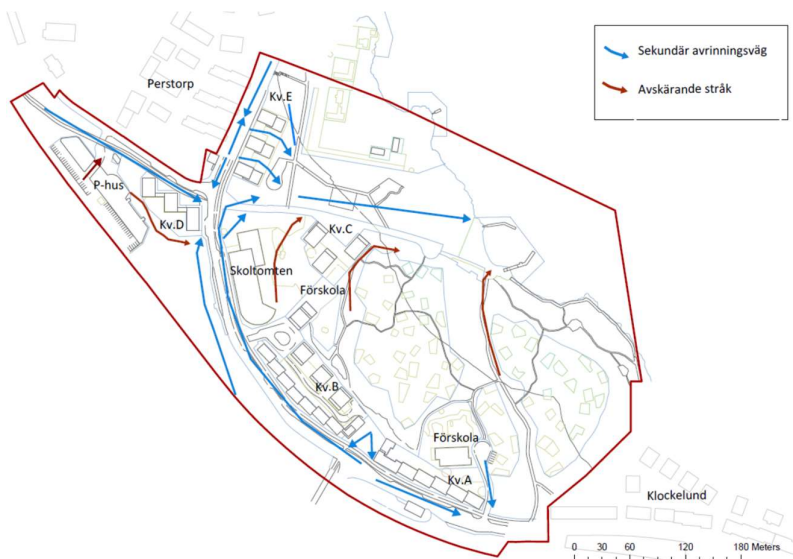 Sekundär avrinningsväg
Avskärande stråk
Perstorp
Kv.E
P-hus
Kv.D
Kv.C
Skoltomten
Förskola
Kv.B
Förskola
Kv.A
Klockelund
0 30 60 120 180 Meters